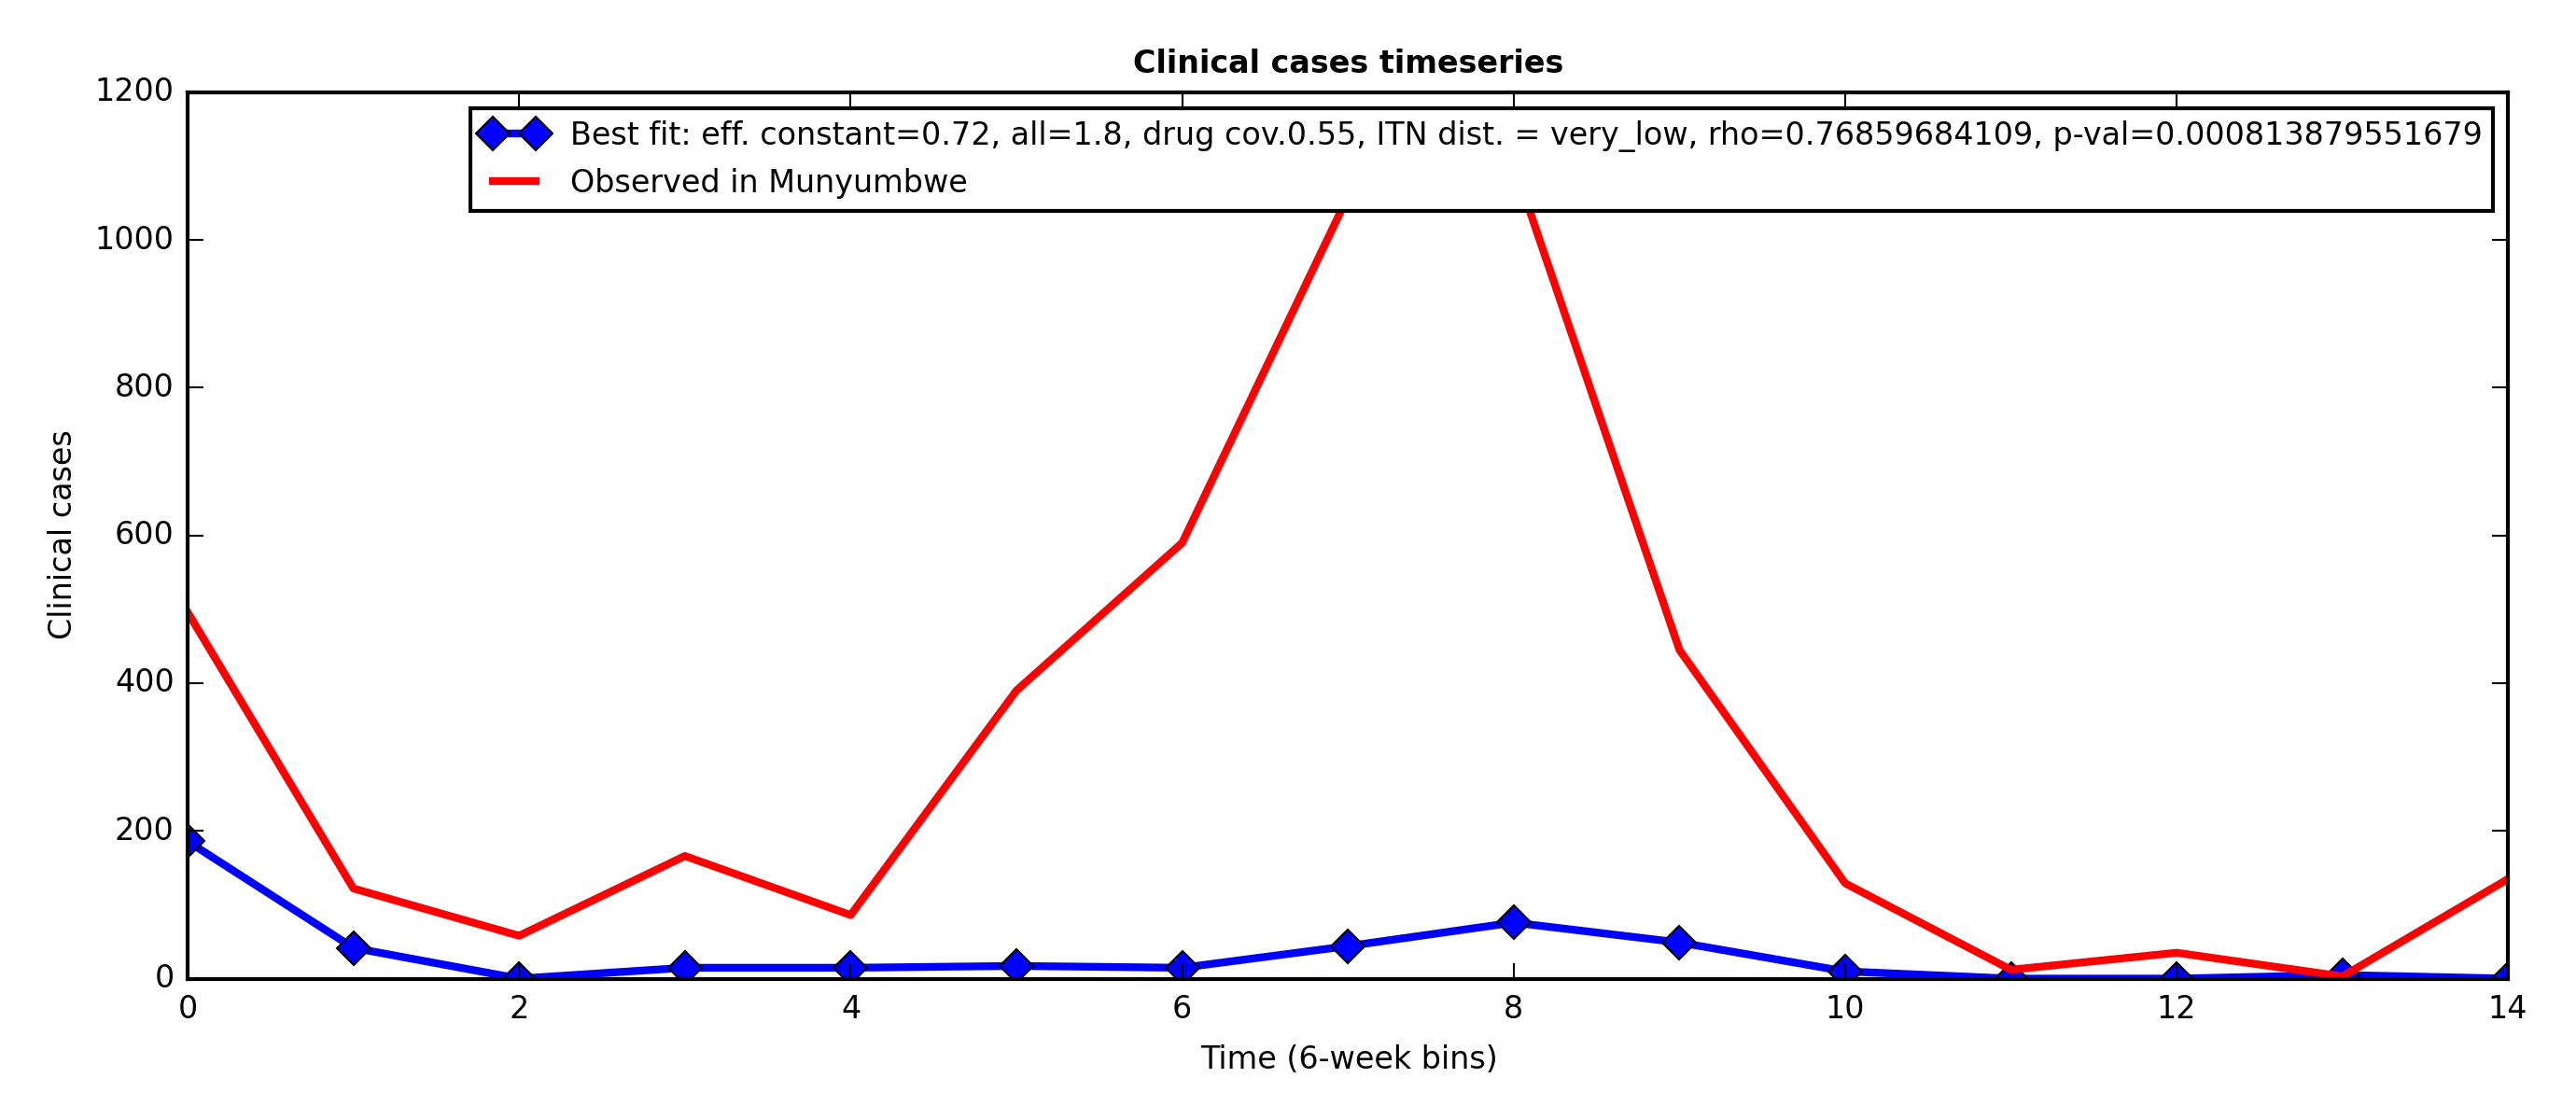 Clinical cases timeseries
1200
1000
800
600
400
200
0
Clinical cases
Best fit: eff. constant=0.72, all=1.8, drug cov.0.55, ITN dist. = very_low, rho=0.76859684109, p-val=0.000813879551679
Observed in Munyumbwe
0 2 4 6 8 10 12 14
Time (6-week bins)